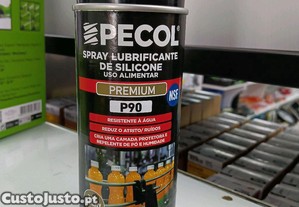 PECOL
SPRAY LUBRIFICANTE
DE SILICONE
USO ALIMENTAR
PREMIUM
P90
NSF
RESISTENTE À ÁGUA
REDUZ O ATRITO/ RUÍDOS
CRIA UMA CAMADA PROTETORA E
REPELENTE DE PÓ E HUMIDADE
CustoJusto.pt